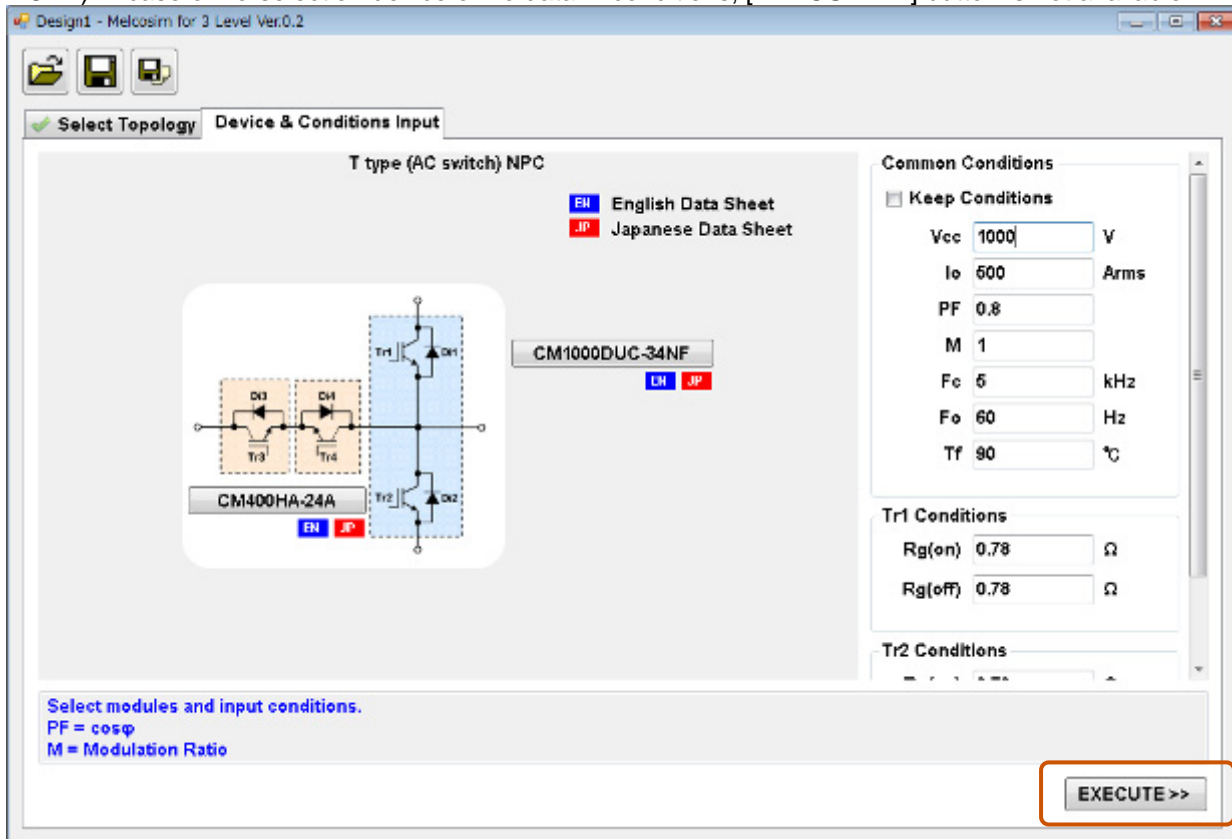 Design1 - Melcosim for 3 Level Ver.0.2
Select Topology Device & Conditions Input
T type (AC switch) NPC
EN English Data Sheet
JP Japanese Data Sheet
Tr1 Di1
CM1000DUC-34NF
EN JP
Di3 Di4
Tr3 Tr4
CM400HA-24A
EN JP
Tr2 Di2
Common Conditions
Keep Conditions
Vcc 1000 V
Io 500 Arms
PF 0.8
M 1
Fc 5 kHz
Fo 60 Hz
Tf 90 ℃
Tr1 Conditions
Rg(on) 0.78 Ω
Rg(off) 0.78 Ω
Tr2 Conditions
Select modules and input conditions.
PF = cosφ
M = Modulation Ratio
EXECUTE >>